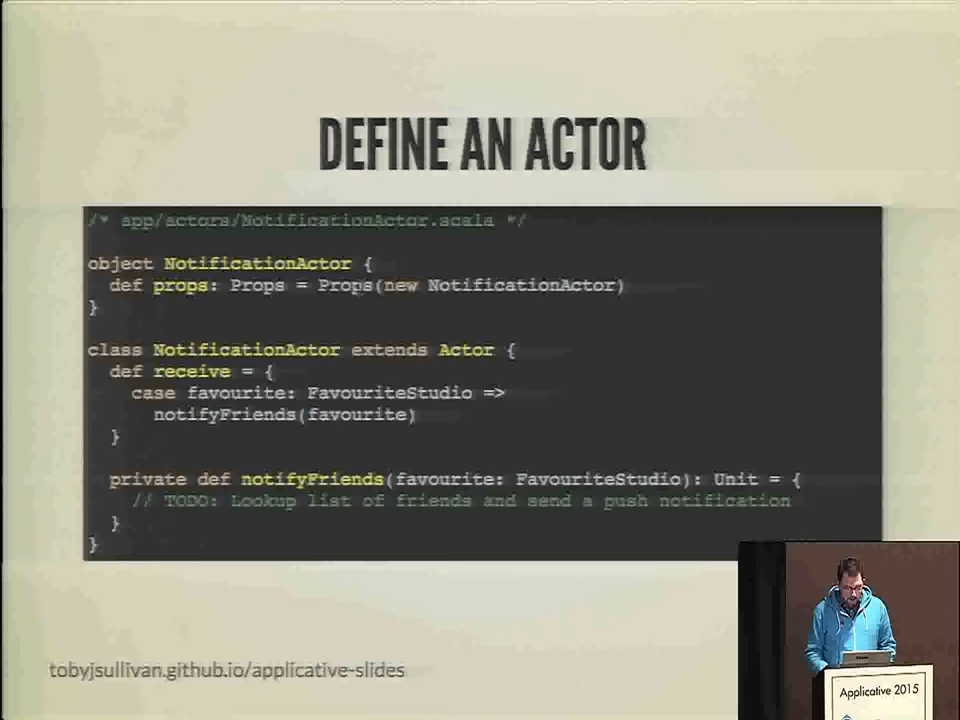 DEFINE AN ACTOR
/* app/actors/NotificationActor.scala */
object NotificationActor {
  def props: Props = Props(new NotificationActor)
}
class NotificationActor extends Actor {
  def receive = {
    case favourite: FavouriteStudio =>
      notifyFriends(favourite)
  }
  private def notifyFriends(favourite: FavouriteStudio): Unit = {
    // TODO: Lookup list of friends and send a push notification
  }
}
tobyjsullivan.github.io/applicative-slides
Applicative 2015